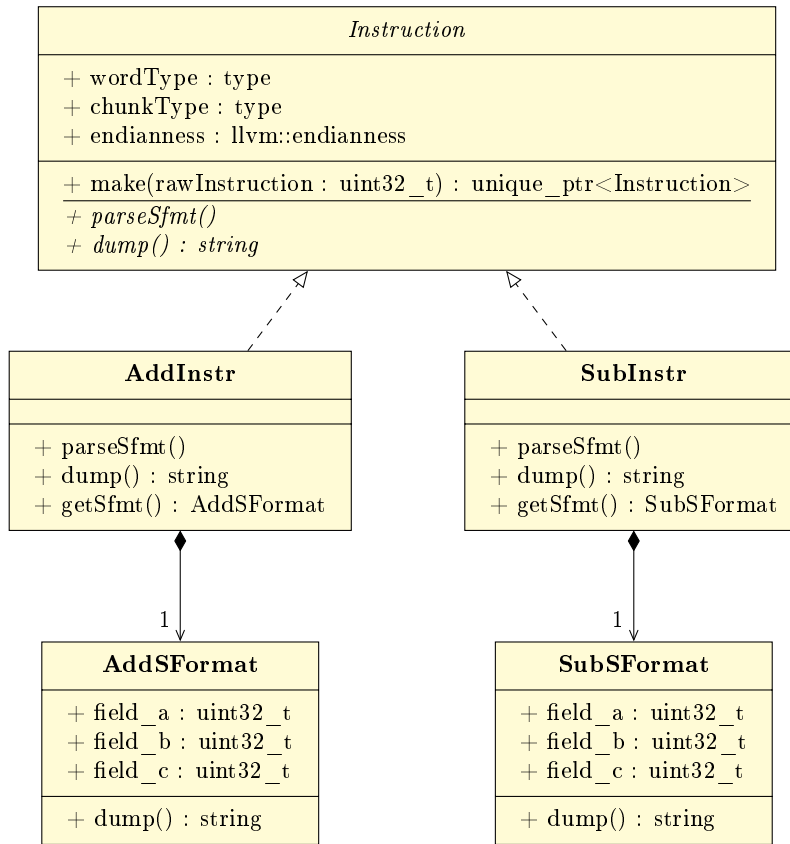 Instruction
+ wordType : type
+ chunkType : type
+ endianness : llvm::endianness
+ make(rawInstruction : uint32_t) : unique_ptr<Instruction>
+ parseSfmt()
+ dump() : string
AddInstr
+ parseSfmt()
+ dump() : string
+ getSfmt() : AddSFormat
SubInstr
+ parseSfmt()
+ dump() : string
+ getSfmt() : SubSFormat
1
1
AddSFormat
+ field_a : uint32_t
+ field_b : uint32_t
+ field_c : uint32_t
+ dump() : string
SubSFormat
+ field_a : uint32_t
+ field_b : uint32_t
+ field_c : uint32_t
+ dump() : string